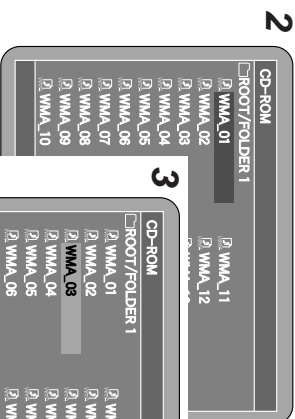 2
CD-ROM
ROOT/FOLDER 1
WMA_01
WMA_02
WMA_03
WMA_04
WMA_05
WMA_06
WMA_07
WMA_08
WMA_09
WMA_10
WMA_11
WMA_12
3
CD-ROM
ROOT/FOLDER 1
WMA_01
WMA_02
WMA_03
WMA_04
WMA_05
WMA_06